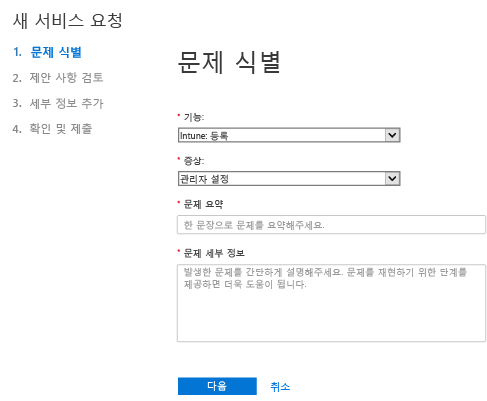 새 서비스 요청
1. 문제 식별
2. 제안 사항 검토
3. 세부 정보 추가
4. 확인 및 제출
문제 식별
* 기능:
Intune: 등록
* 증상:
관리자 설정
* 문제 요약
한 문장으로 문제를 요약해주세요.
* 문제 세부 정보
발생한 문제를 간단하게 설명해주세요. 문제를 재현하기 위한 단계를
제공하면 더욱 도움이 됩니다.
다음 취소